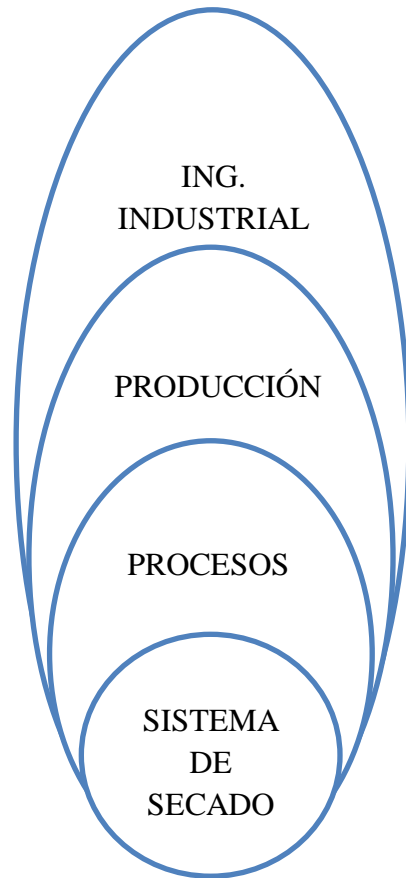 ING.
INDUSTRIAL
PRODUCCIÓN
PROCESOS
SISTEMA
DE
SECADO